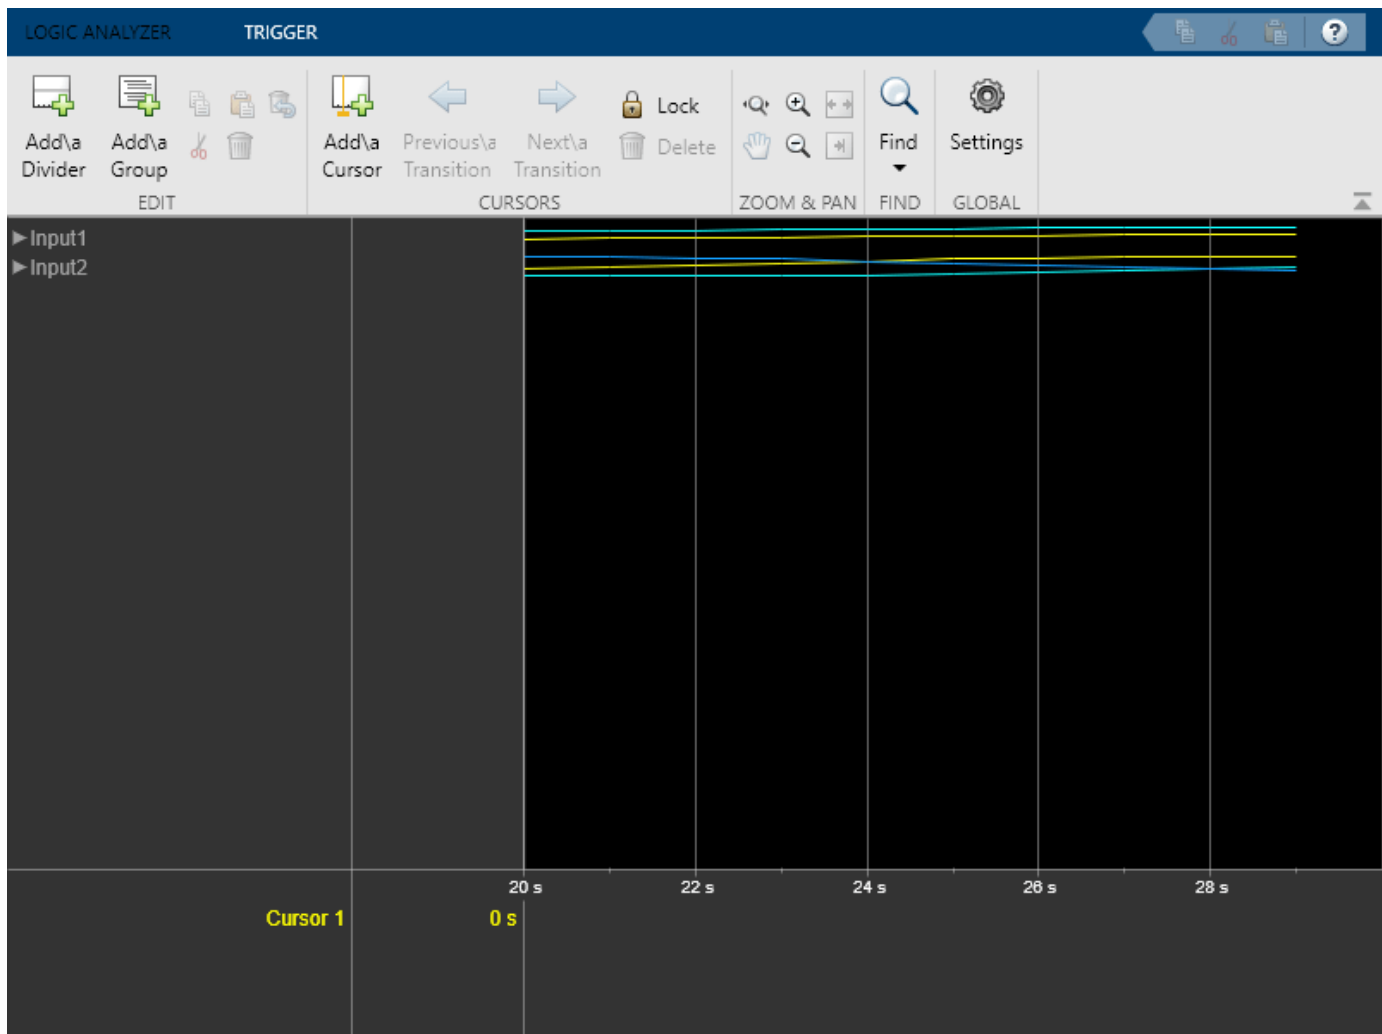 LOGIC ANALYZER TRIGGER ?
Add\a Divider
Add\a Group
Add\a Cursor
Previous\a Transition
Next\a Transition
Lock
Delete
Find
Settings
EDIT CURSORS ZOOM & PAN FIND GLOBAL
Input1
Input2
20 s 22 s 24 s 26 s 28 s
Cursor 1 0 s